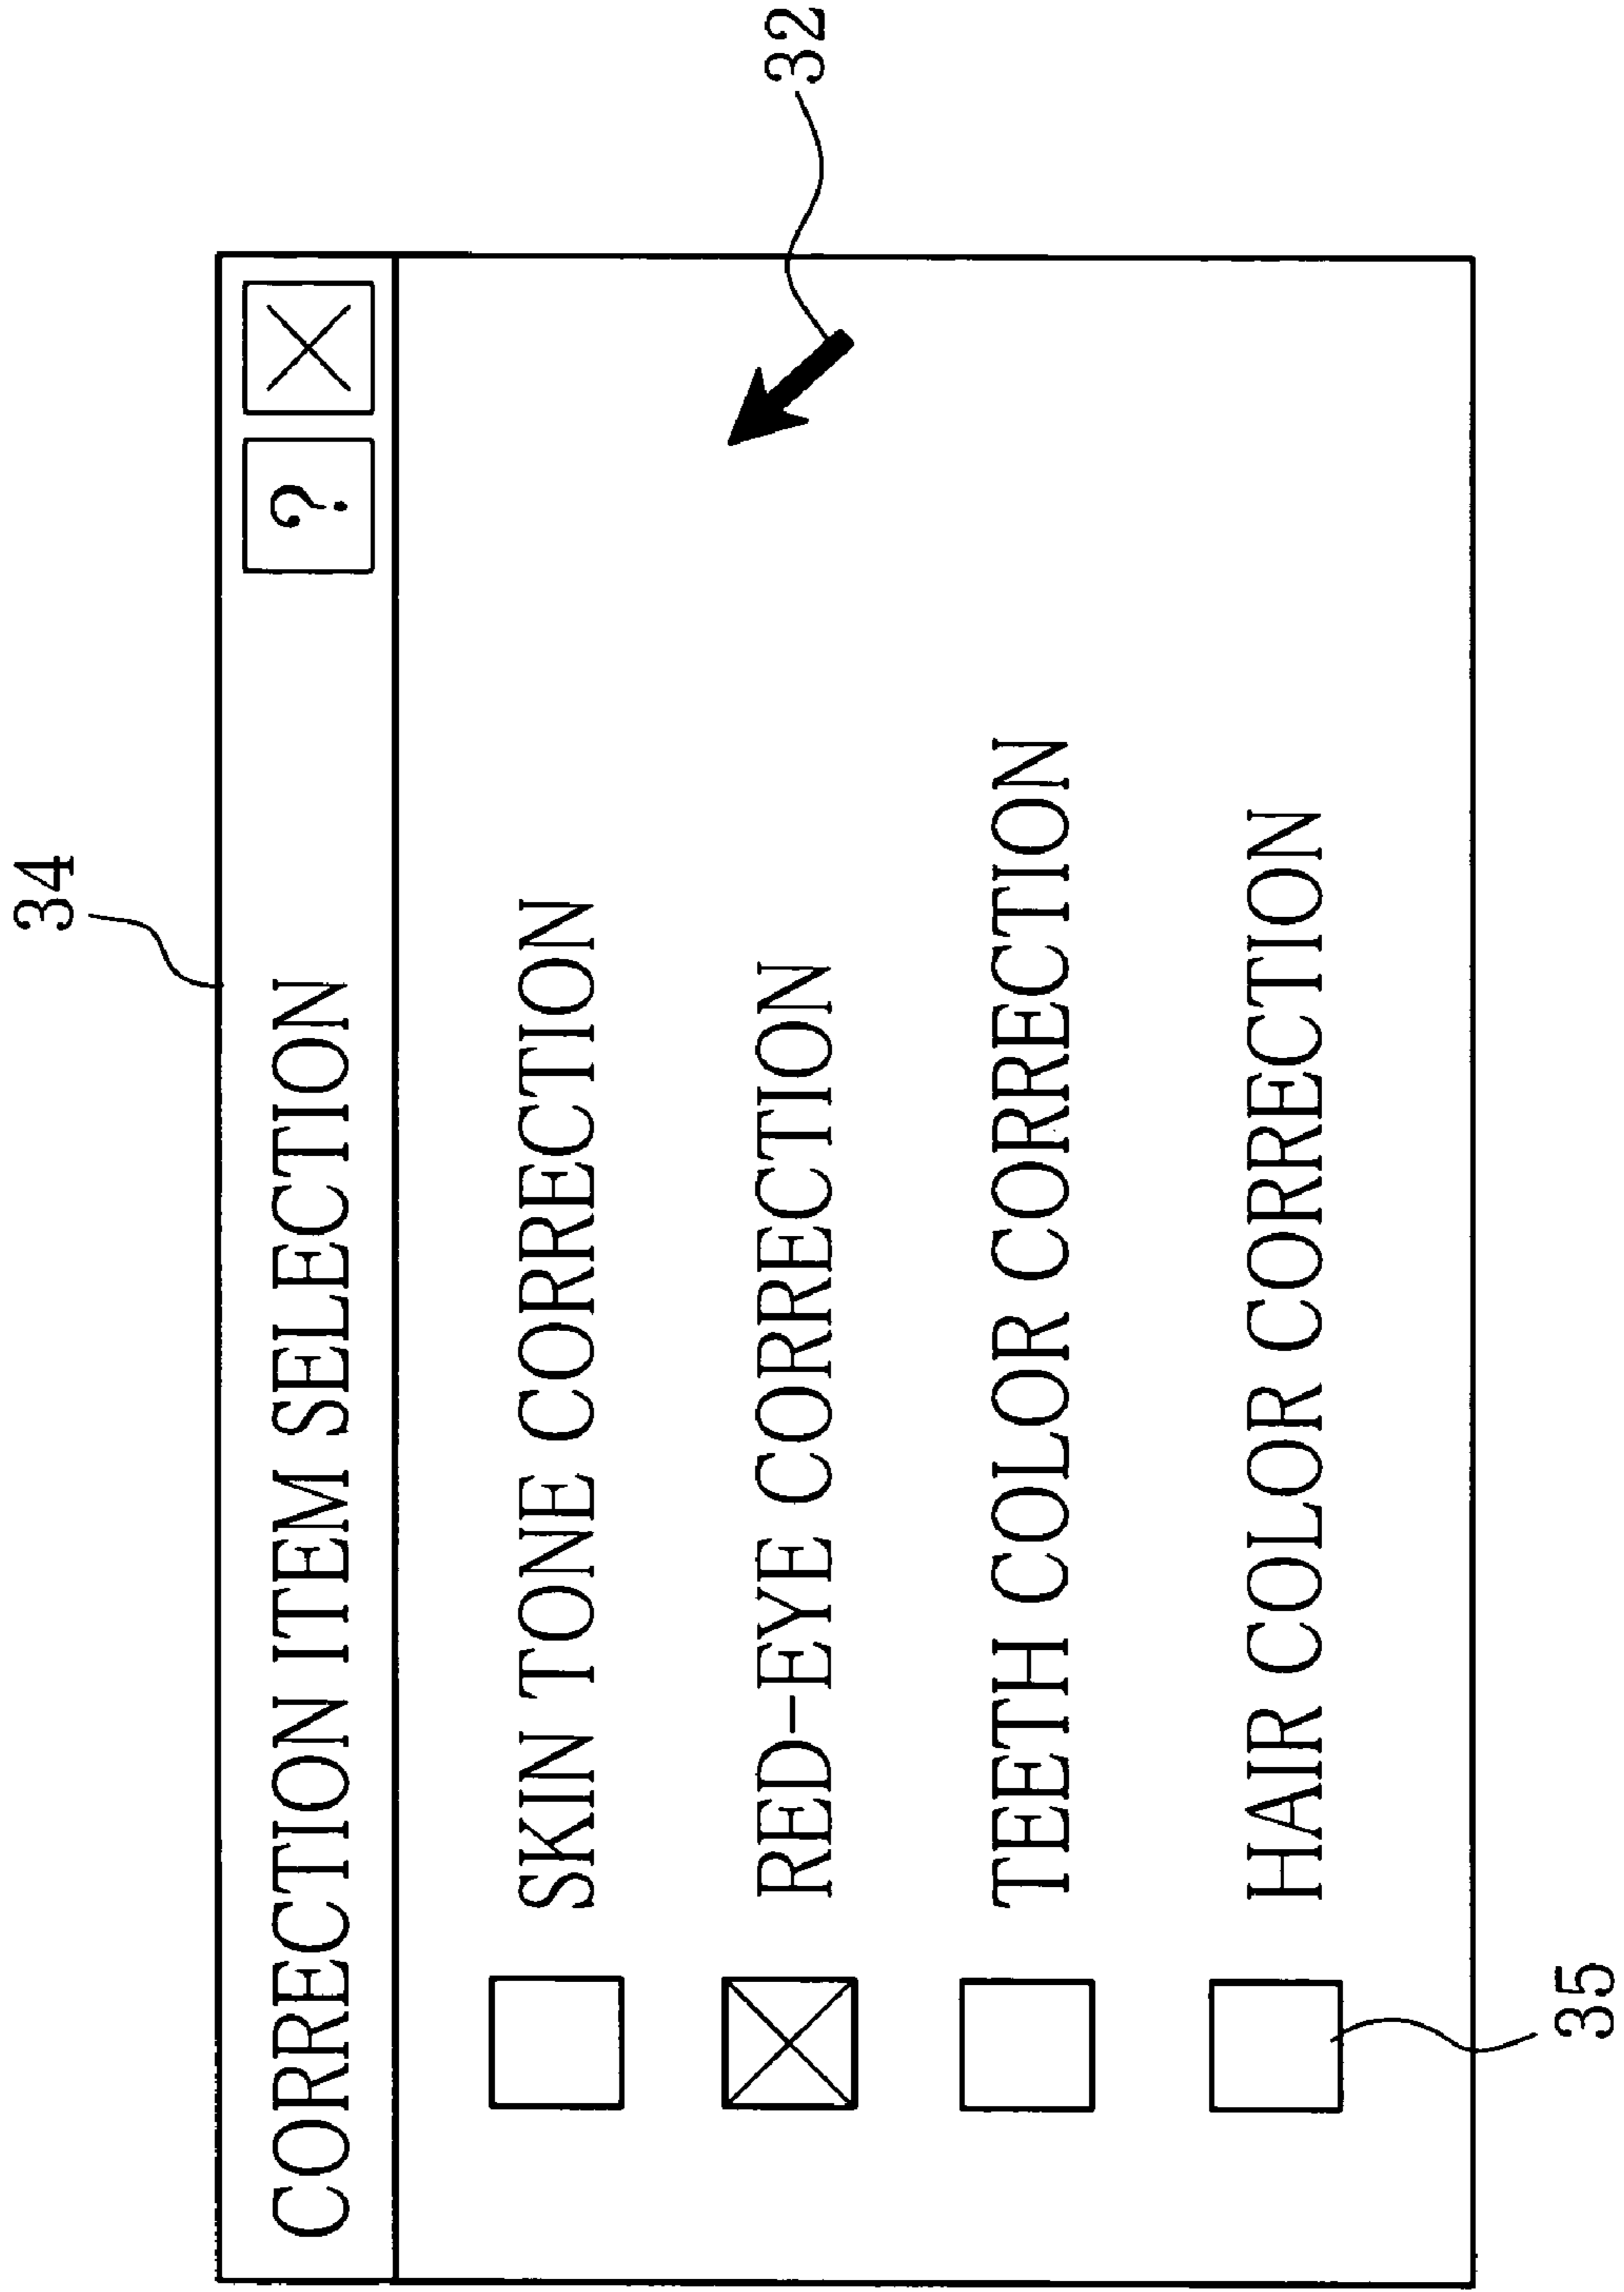 34
CORRECTION ITEM SELECTION ?
SKIN TONE CORRECTION
RED-EYE CORRECTION
32
TEETH COLOR CORRECTION
HAIR COLOR CORRECTION
35